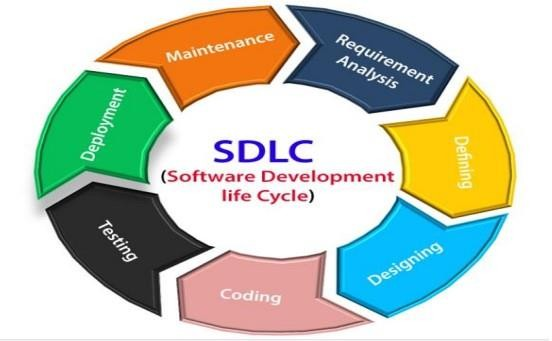 SDLC
(Software Development
life Cycle)
Requirement
Analysis
Defining
Designing
Coding
Testing
Deployment
Maintenance